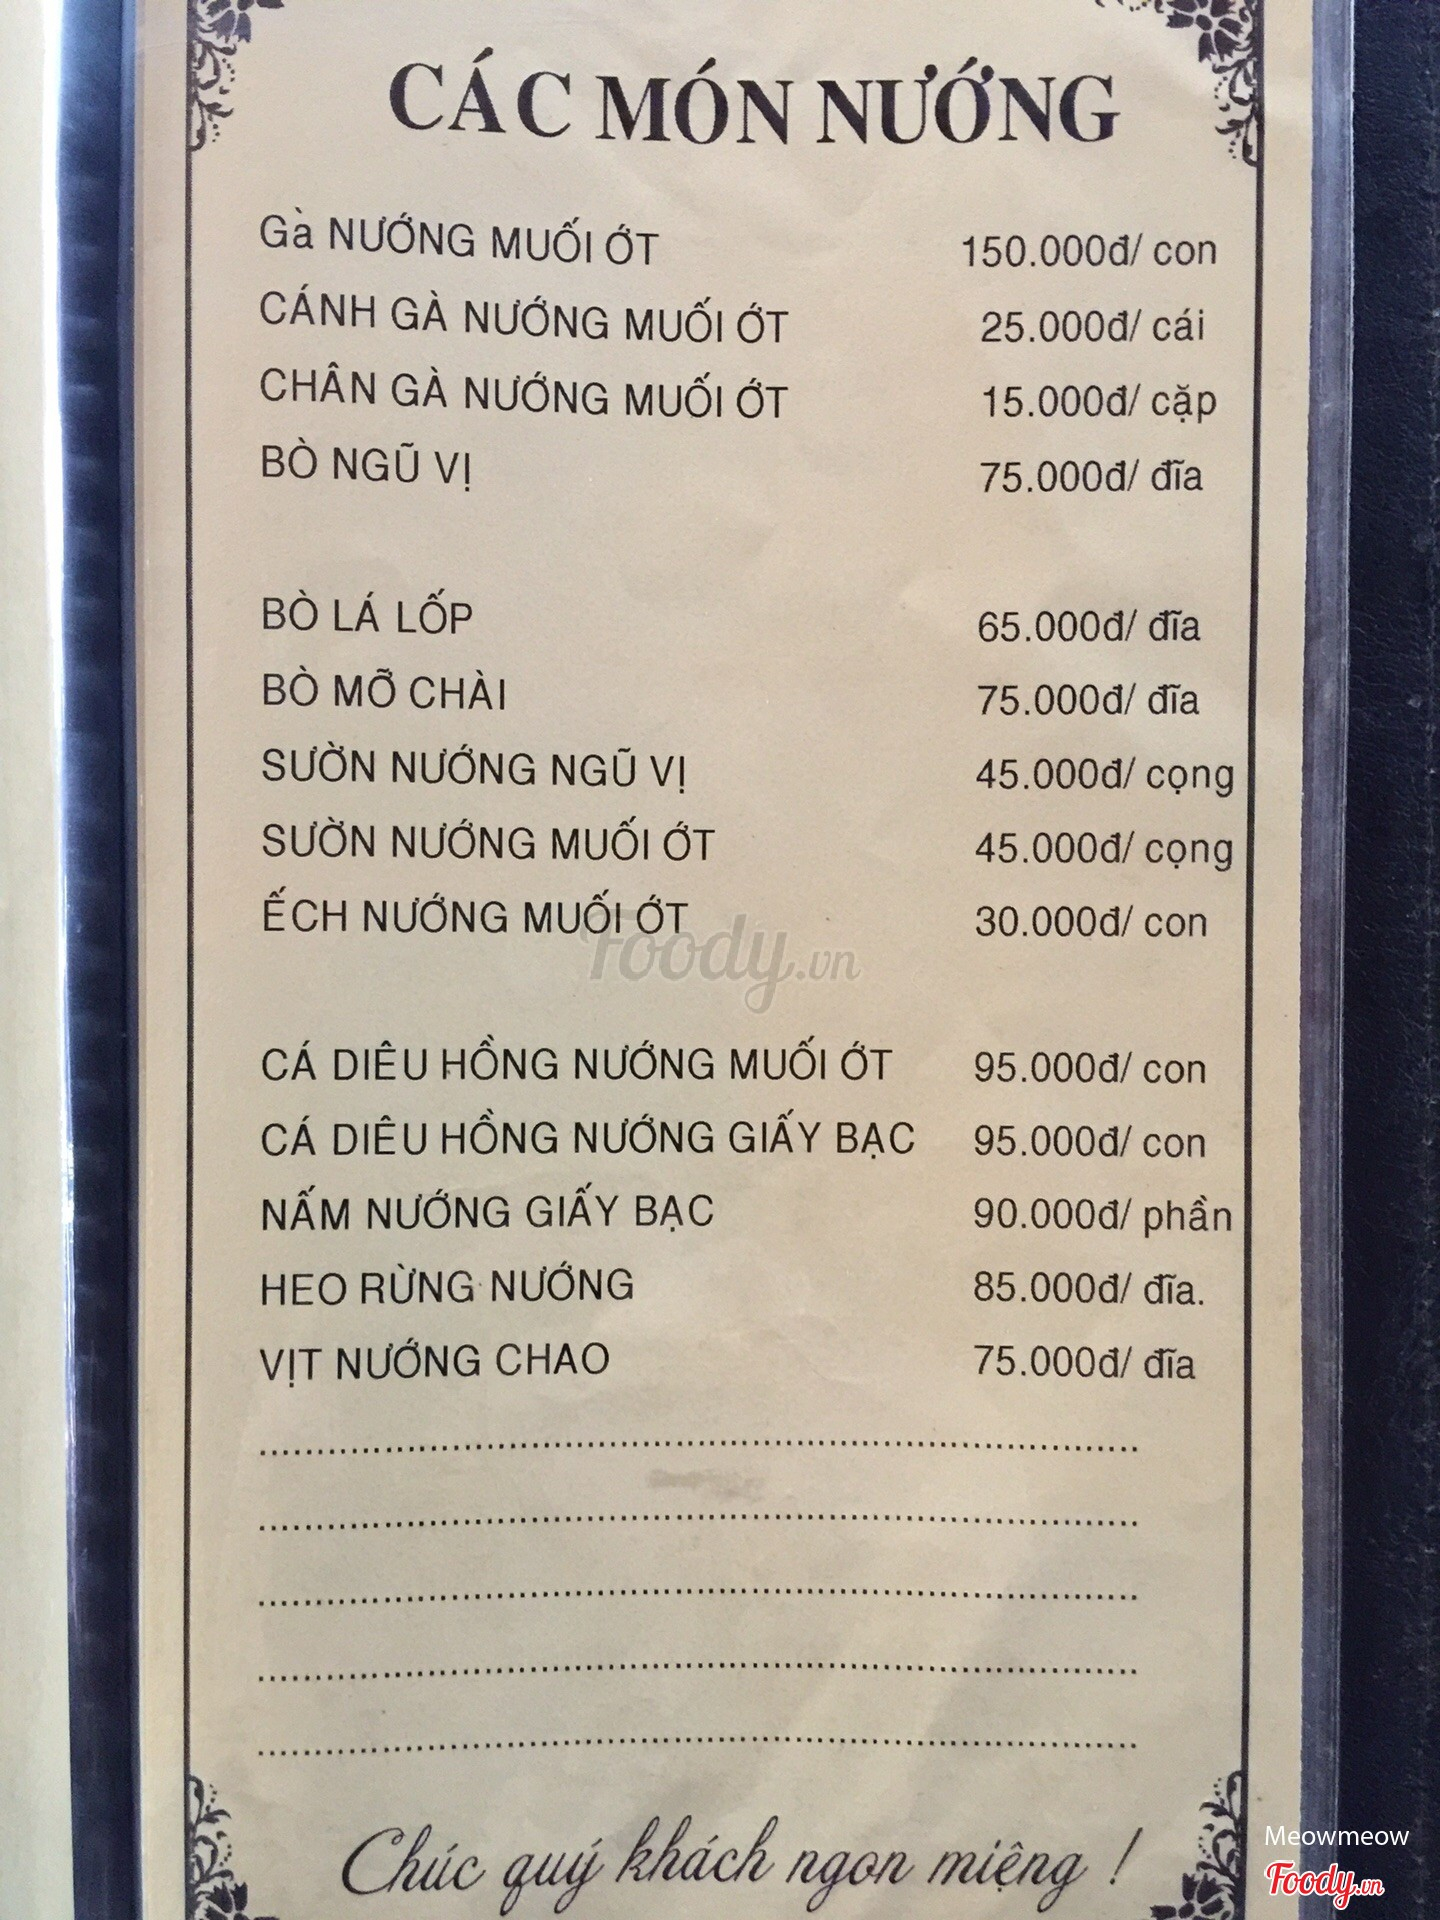 CÁC MÓN NƯỚNG
Gà NƯỚNG MUỐI ỚT 150.000đ/ con
CÁNH GÀ NƯỚNG MUỐI ỚT 25.000đ/ cái
CHÂN GÀ NƯỚNG MUỐI ỚT 15.000đ/ cặp
BÒ NGŨ VỊ 75.000đ/ đĩa
BÒ LÁ LỐP 65.000đ/ đĩa
BÒ MỠ CHÀI 75.000đ/ đĩa
SƯỜN NƯỚNG NGŨ VỊ 45.000đ/ cọng
SƯỜN NƯỚNG MUỐI ỚT 45.000đ/ cọng
ẾCH NƯỚNG MUỐI ỚT 30.000đ/ con
Foody.vn
CÁ DIÊU HỒNG NƯỚNG MUỐI ỚT 95.000đ/ con
CÁ DIÊU HỒNG NƯỚNG GIẤY BẠC 95.000đ/ con
NẤM NƯỚNG GIẤY BẠC 90.000đ/ phần
HEO RỪNG NƯỚNG 85.000đ/ đĩa.
VỊT NƯỚNG CHAO 75.000đ/ đĩa
Chúc quý khách ngon miệng !
Meowmeow
Foody.vn